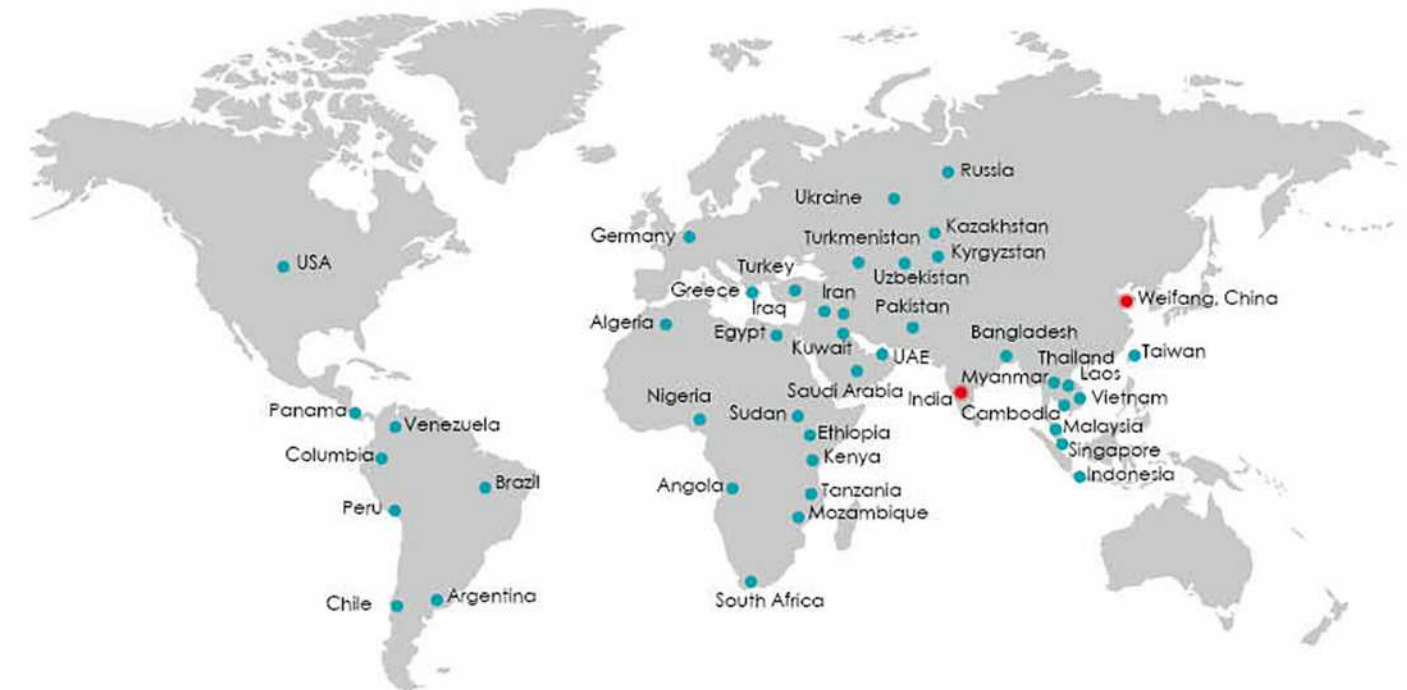 Russia
Ukraine
Kazakhstan
Germany
Turkmenistan
Kyrgyzstan
USA
Turkey
Uzbekistan
Greece
Iran
Weifang, China
Iraq
Pakistan
Algeria
Egypt
Bangladesh
Kuwait
UAE
Thailand
Taiwan
Myanmar
Laos
Saudi Arabia
India
Nigeria
Vietnam
Panama
Sudan
Cambodia
Venezuela
Ethiopia
Malaysia
Columbia
Kenya
Singapore
Indonesia
Brazil
Angola
Tanzania
Peru
Mozambique
Chile
Argentina
South Africa